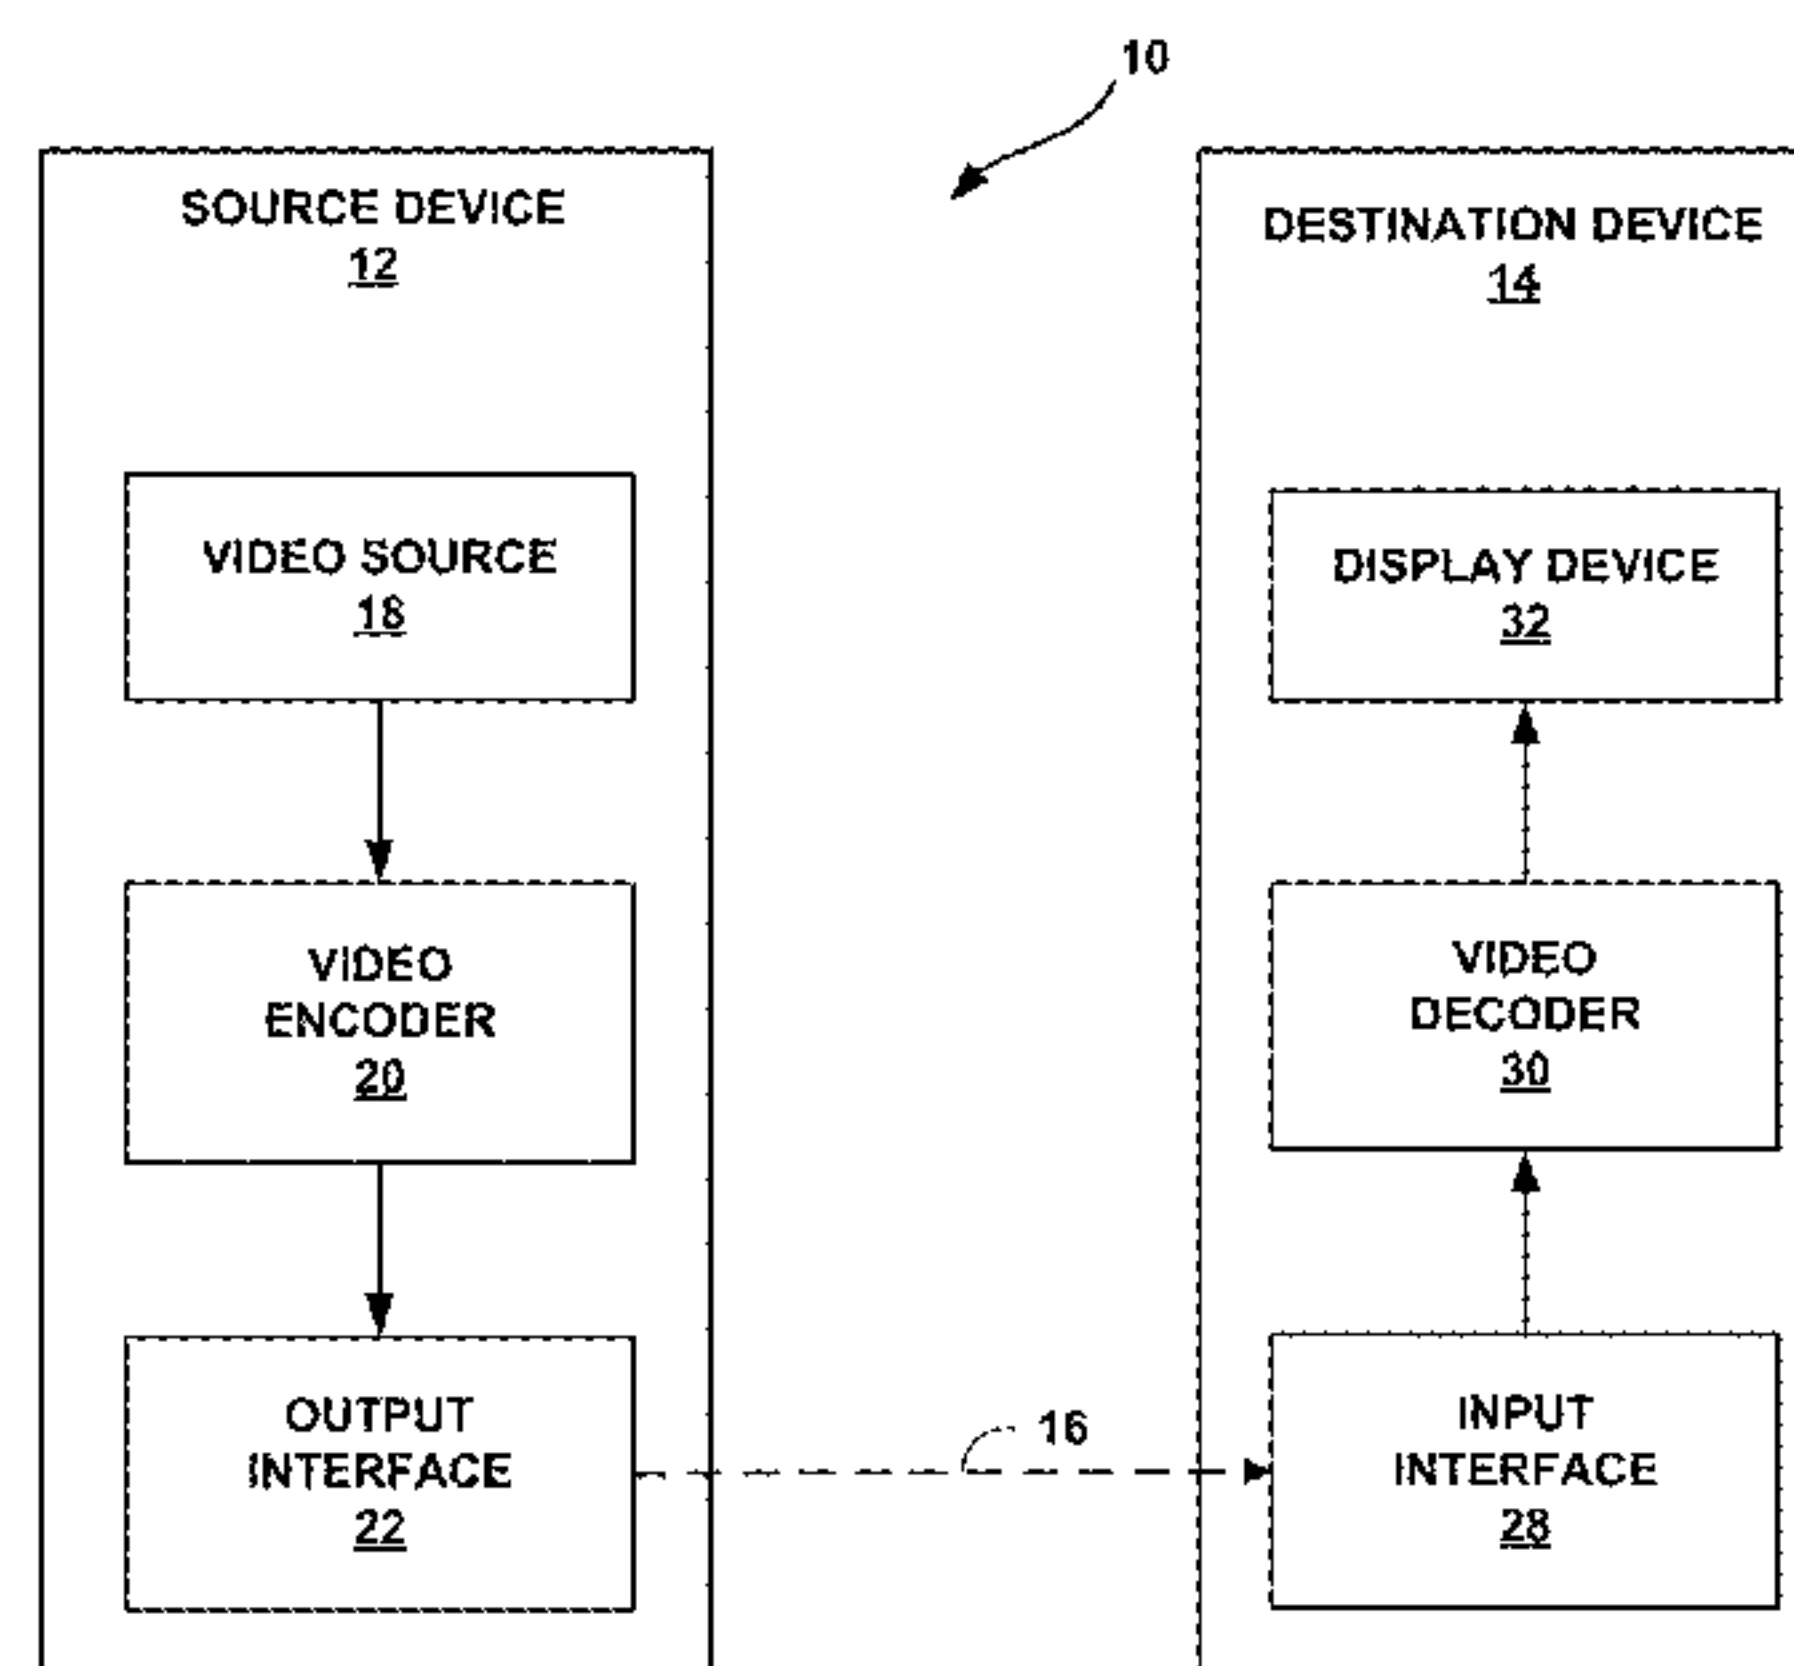 10
SOURCE DEVICE
12
VIDEO SOURCE
18
VIDEO
ENCODER
20
OUTPUT
INTERFACE
22
16
DESTINATION DEVICE
14
DISPLAY DEVICE
32
VIDEO
DECODER
30
INPUT
INTERFACE
28